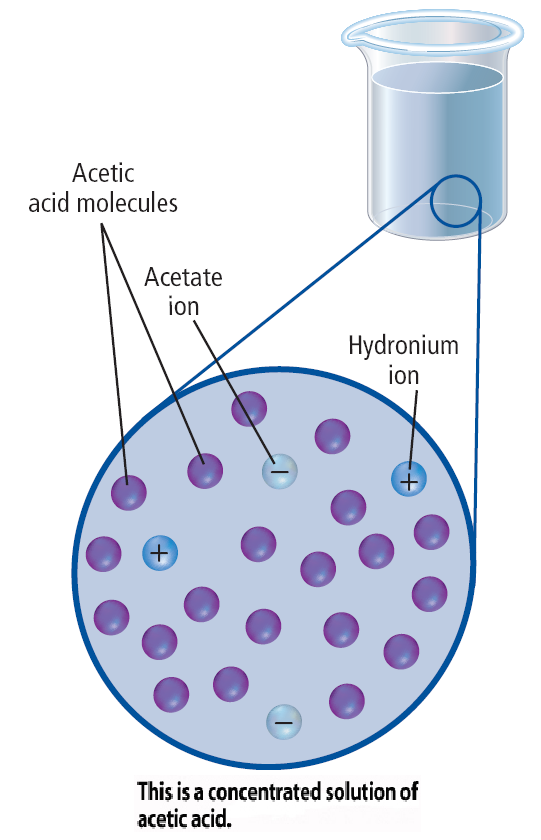 Acetic
acid molecules
Acetate
ion
Hydronium
ion
−
+
+
−
This is a concentrated solution of
acetic acid.